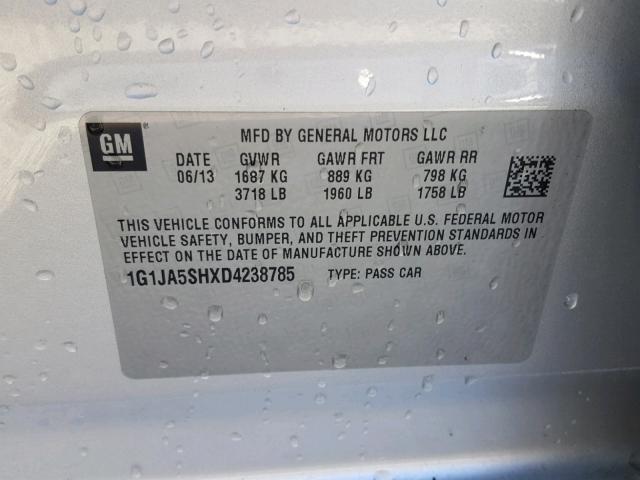 GM
MFD BY GENERAL MOTORS LLC
DATE GVWR GAWR FRT GAWR RR
06/13 1687 KG 889 KG 798 KG
3718 LB 1960 LB 1758 LB
THIS VEHICLE CONFORMS TO ALL APPLICABLE U.S. FEDERAL MOTOR
VEHICLE SAFETY, BUMPER, AND THEFT PREVENTION STANDARDS IN
EFFECT ON THE DATE OF MANUFACTURE SHOWN ABOVE.
1G1JA5SHXD4238785 TYPE: PASS CAR